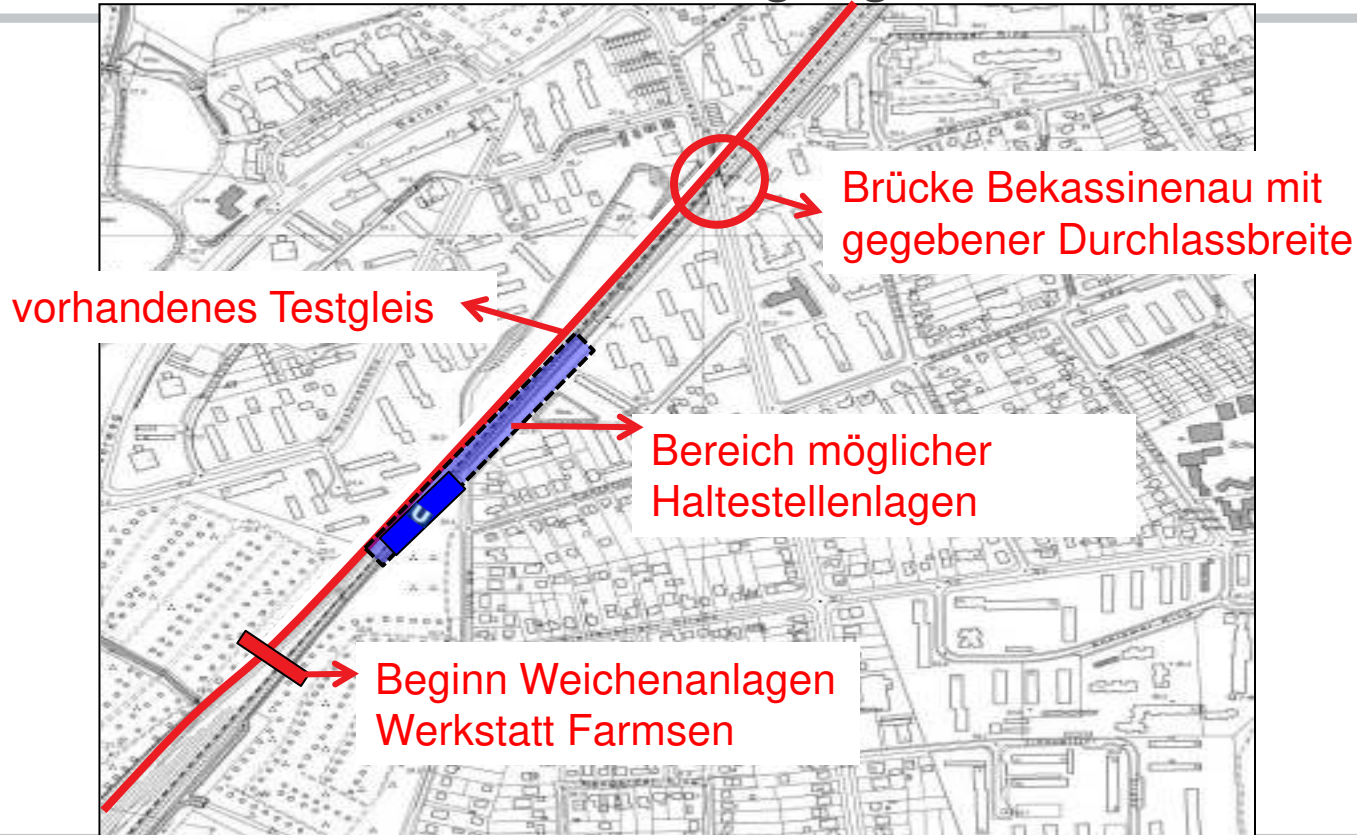 Brücke Bekassinenau mit
gegebener Durchlassbreite
vorhandenes Testgleis
Bereich möglicher
Haltestellenlagen
U
Beginn Weichenanlagen
Werkstatt Farmsen